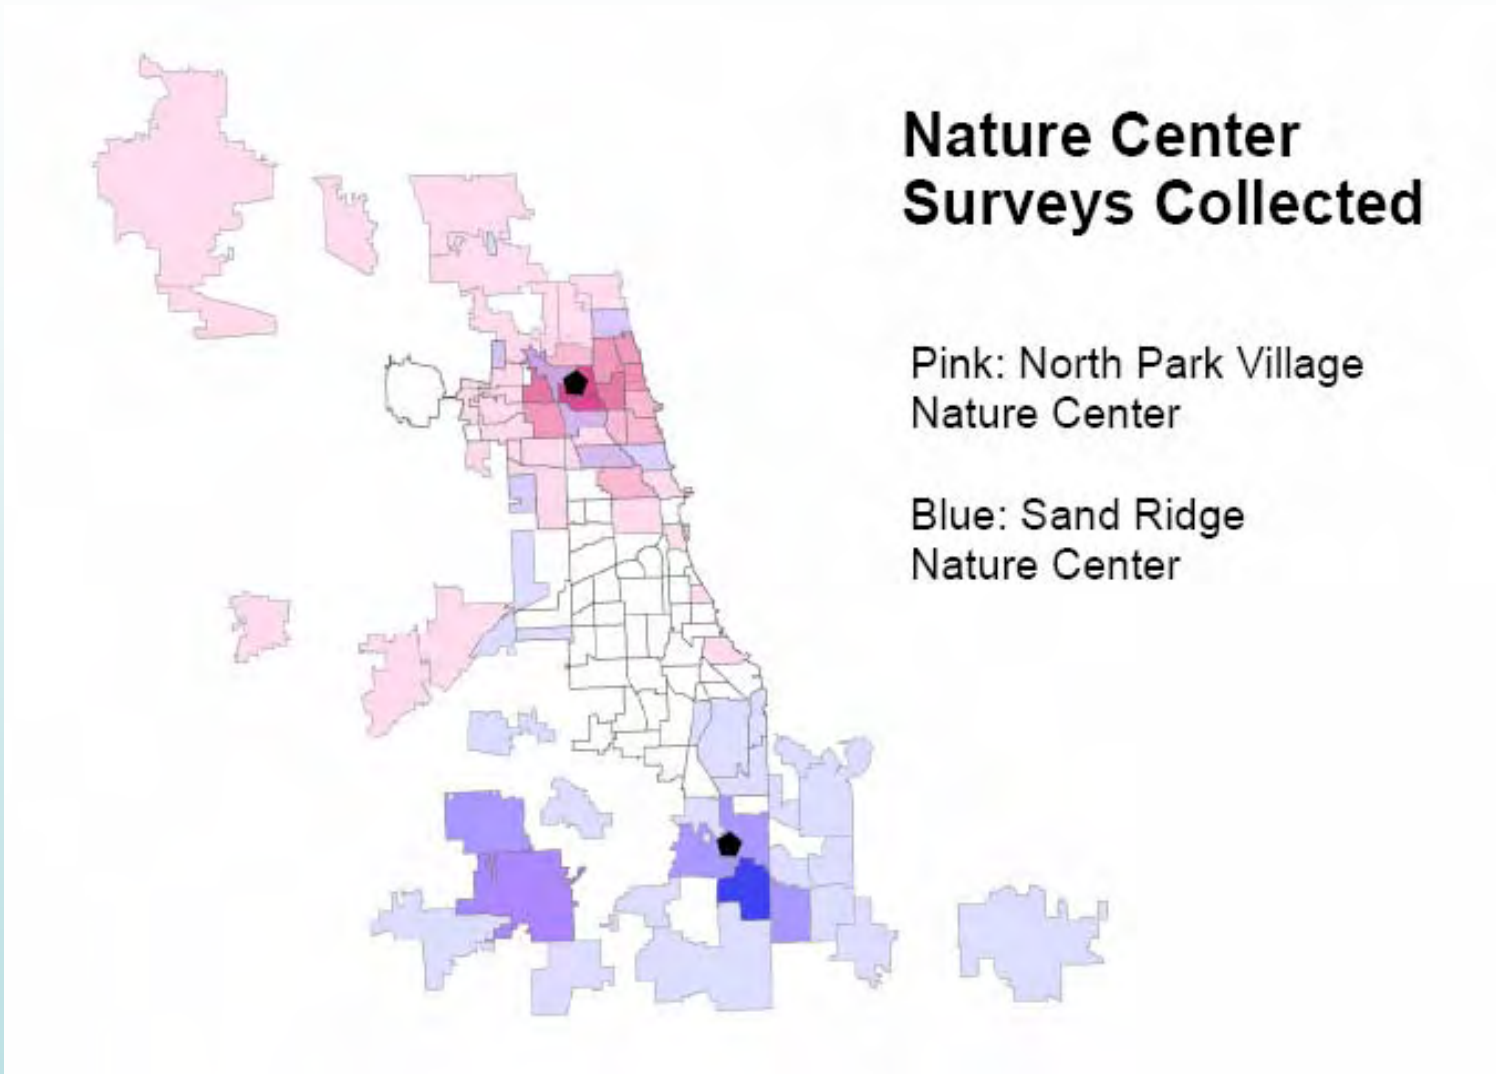 Nature Center
Surveys Collected
Pink: North Park Village
Nature Center
Blue: Sand Ridge
Nature Center